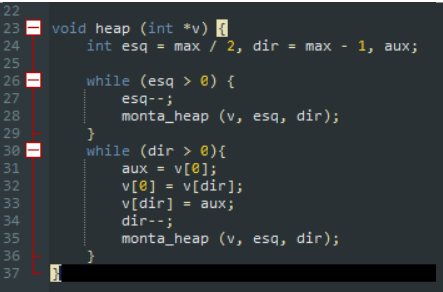 22
23 void heap (int *v) {
24     int esq = max / 2, dir = max - 1, aux;
25
26     while (esq > 0) {
27         esq--;
28         monta_heap (v, esq, dir);
29     }
30     while (dir > 0){
31         aux = v[0];
32         v[0] = v[dir];
33         v[dir] = aux;
34         dir--;
35         monta_heap (v, esq, dir);
36     }
37 }